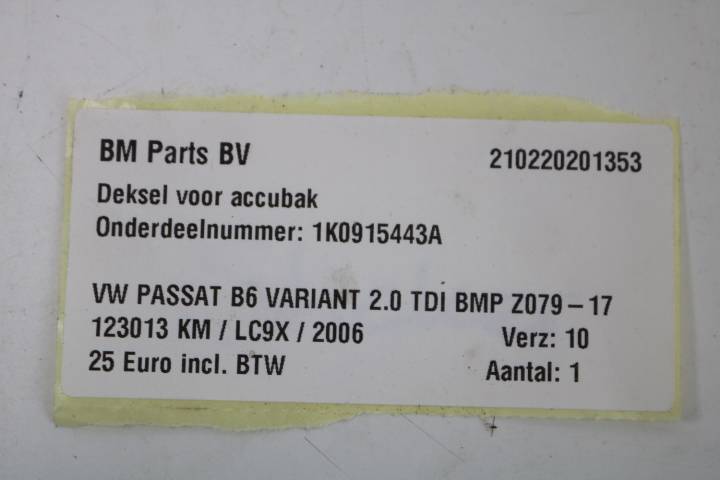 BM Parts BV 210220201353
Deksel voor accubak
Onderdeelnummer: 1K0915443A
VW PASSAT B6 VARIANT 2.0 TDI BMP Z079 – 17
123013 KM / LC9X / 2006 Verz: 10
25 Euro incl. BTW Aantal: 1